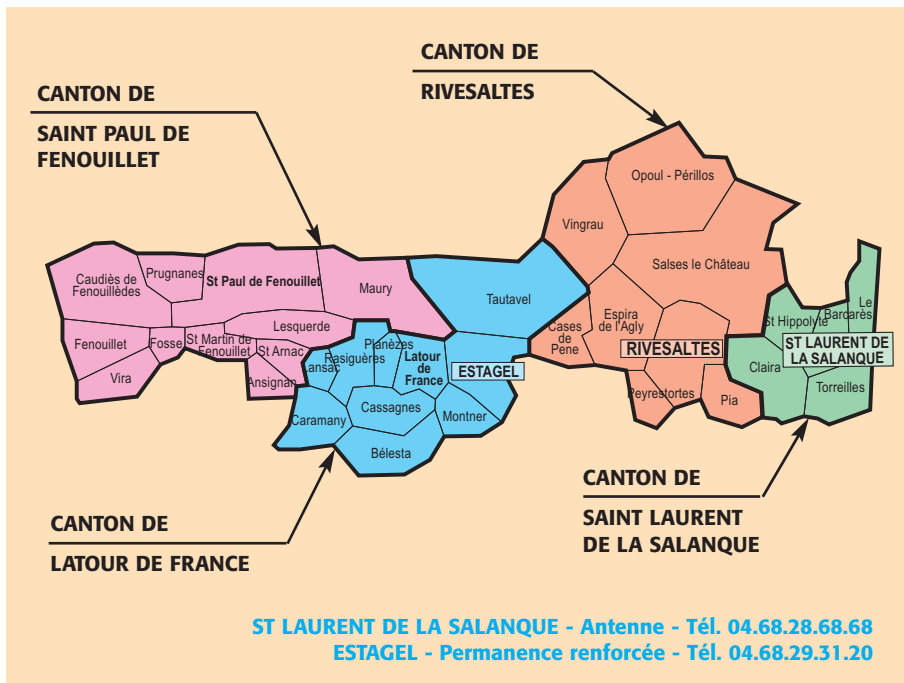 CANTON DE
RIVESALTES
CANTON DE
SAINT PAUL DE
FENOUILLET
Opoul - Périllos
Vingrau
Salses le Château
Caudiès de
Fenouillèdes
Prugnanes
St Paul de Fenouillet
Maury
Tautavel
Le
Barcarès
St Hippolyte
Espira
de l'Agly
Cases
de
Pene
Lesquerde
Fenouillet
Fosse
St Martin de
Fenouillet
St Arnac
Lansac
Rasiguères
Planèzes
Latour
de
France
ESTAGEL
RIVESALTES
ST LAURENT DE
LA SALANQUE
Claira
Torreilles
Vira
Ansignan
Peyrestortes
Pia
Caramany
Cassagnes
Montner
Bélesta
CANTON DE
SAINT LAURENT
DE LA SALANQUE
CANTON DE
LATOUR DE FRANCE
ST LAURENT DE LA SALANQUE - Antenne - Tél. 04.68.28.68.68
ESTAGEL - Permanence renforcée - Tél. 04.68.29.31.20